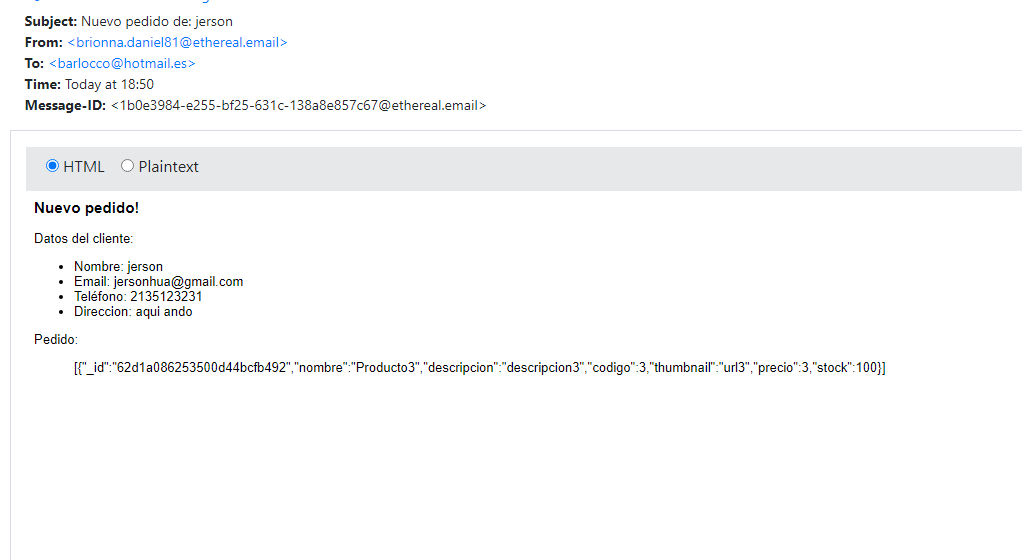 Subject: Nuevo pedido de: jerson
From: <brionna.daniel81@ethereal.email>
To: <barlocco@hotmail.es>
Time: Today at 18:50
Message-ID: <1b0e3984-e255-bf25-631c-138a8e857c67@ethereal.email>
HTML Plaintext
Nuevo pedido!
Datos del cliente:
• Nombre: jerson
• Email: jersonhua@gmail.com
• Teléfono: 2135123231
• Direccion: aqui ando
Pedido:
[{"_id":"62d1a086253500d44bcfb492","nombre":"Producto3","descripcion":"descripcion3","codigo":3,"thumbnail":"url3","precio":3,"stock":100}]